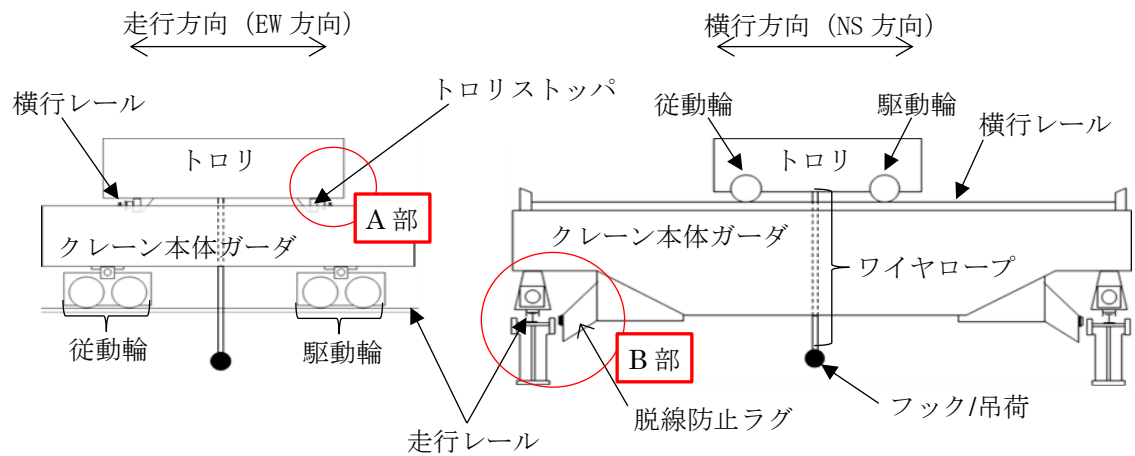 走行方向（EW 方向）
横行レール
トロリストッパ
トロリ
A 部
クレーン本体ガーダ
従動輪
駆動輪
走行レール
横行方向（NS 方向）
従動輪
駆動輪
横行レール
トロリ
クレーン本体ガーダ
ワイヤロープ
B 部
脱線防止ラグ
フック/吊荷